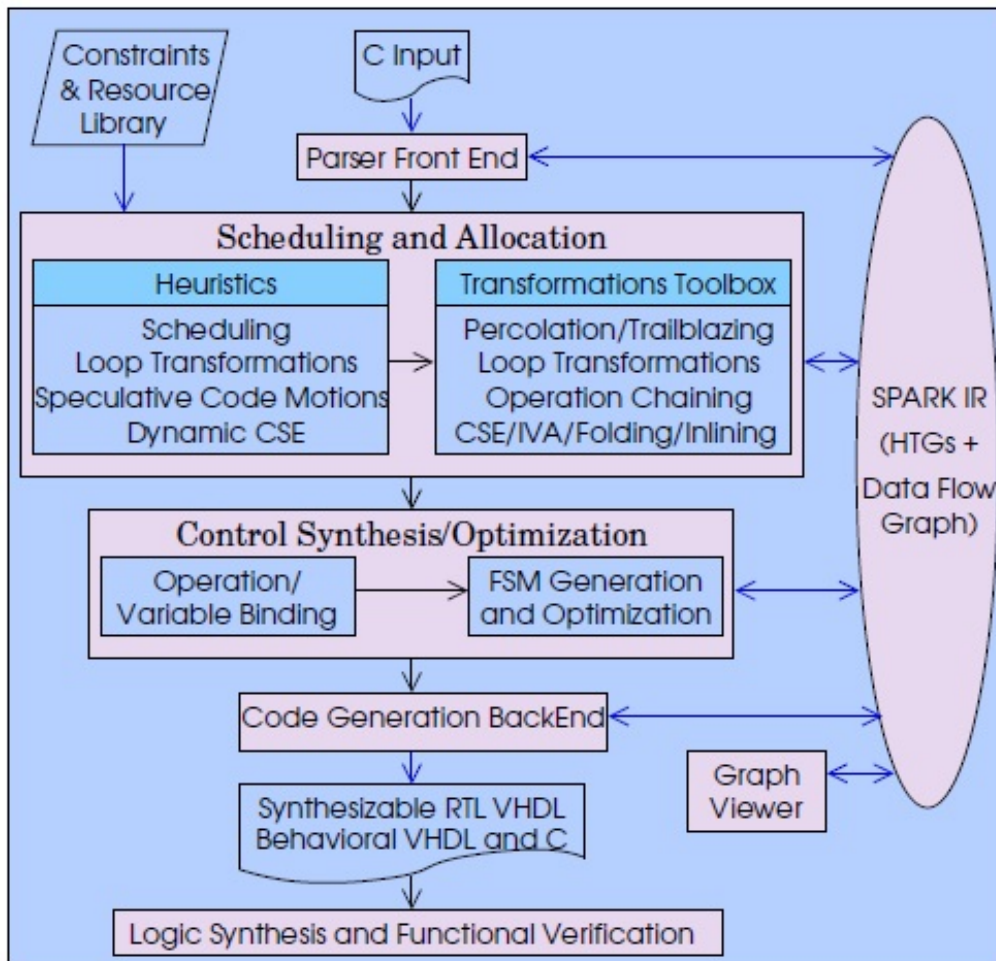 Constraints
& Resource
Library
C Input
Parser Front End
Scheduling and Allocation
Heuristics
Scheduling
Loop Transformations
Speculative Code Motions
Dynamic CSE
Transformations Toolbox
Percolation/Trailblazing
Loop Transformations
Operation Chaining
CSE/IVA/Folding/Inlining
SPARK IR
(HTGs +
Data Flow
Graph)
Control Synthesis/Optimization
Operation/
Variable Binding
FSM Generation
and Optimization
Code Generation BackEnd
Graph
Viewer
Synthesizable RTL VHDL
Behavioral VHDL and C
Logic Synthesis and Functional Verification